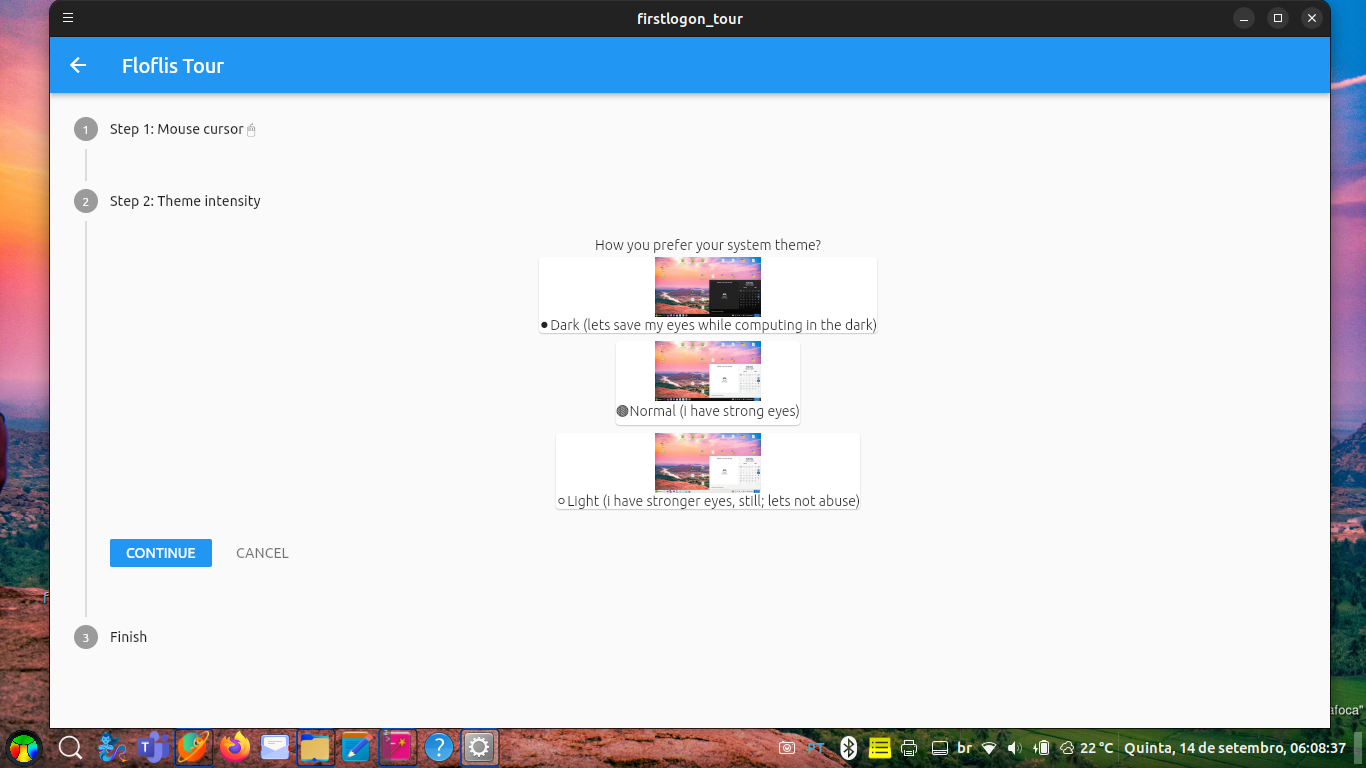 firstlogon_tour
Floflis Tour
1 Step 1: Mouse cursor
2 Step 2: Theme intensity
How you prefer your system theme?
Dark (lets save my eyes while computing in the dark)
Normal (i have strong eyes)
Light (i have stronger eyes, still; lets not abuse)
CONTINUE CANCEL
3 Finish
afoca"
PT br 22 °C Quinta, 14 de setembro, 06:08:37